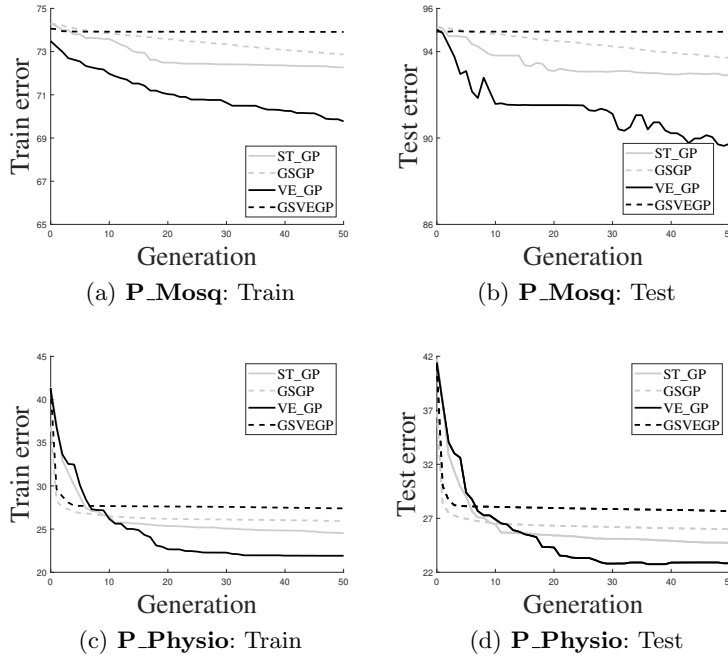 75
73
71
69
67
65
Train error
0 10 20 30 40 50
Generation
ST_GP
GSGP
VE_GP
GSVEGP
(a) P_Mosq: Train
96
94
90
86
Test error
0 10 20 30 40 50
Generation
ST_GP
GSGP
VE_GP
GSVEGP
(b) P_Mosq: Test
45
40
35
30
25
20
Train error
0 10 20 30 40 50
Generation
ST_GP
GSGP
VE_GP
GSVEGP
(c) P_Physio: Train
42
37
32
27
22
Test error
0 10 20 30 40 50
Generation
ST_GP
GSGP
VE_GP
GSVEGP
(d) P_Physio: Test